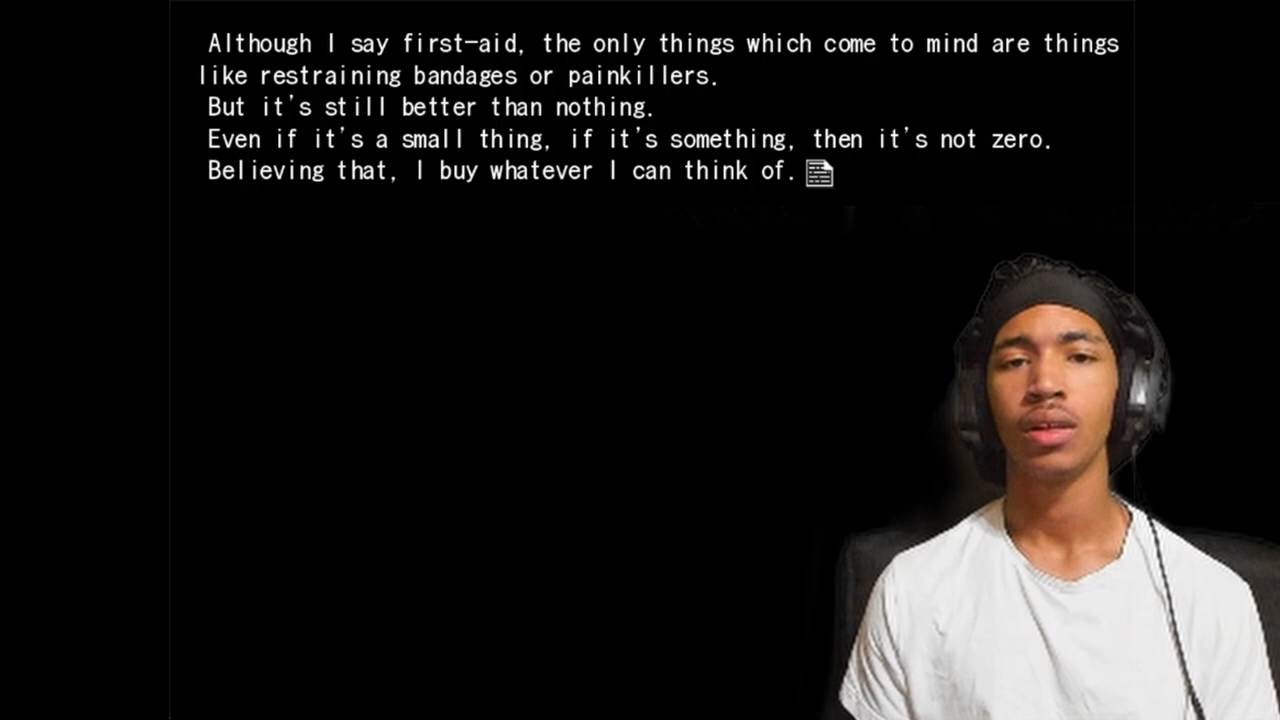 Although I say first-aid, the only things which come to mind are things
like restraining bandages or painkillers.
But it's still better than nothing.
Even if it's a small thing, if it's something, then it's not zero.
Believing that, I buy whatever I can think of.